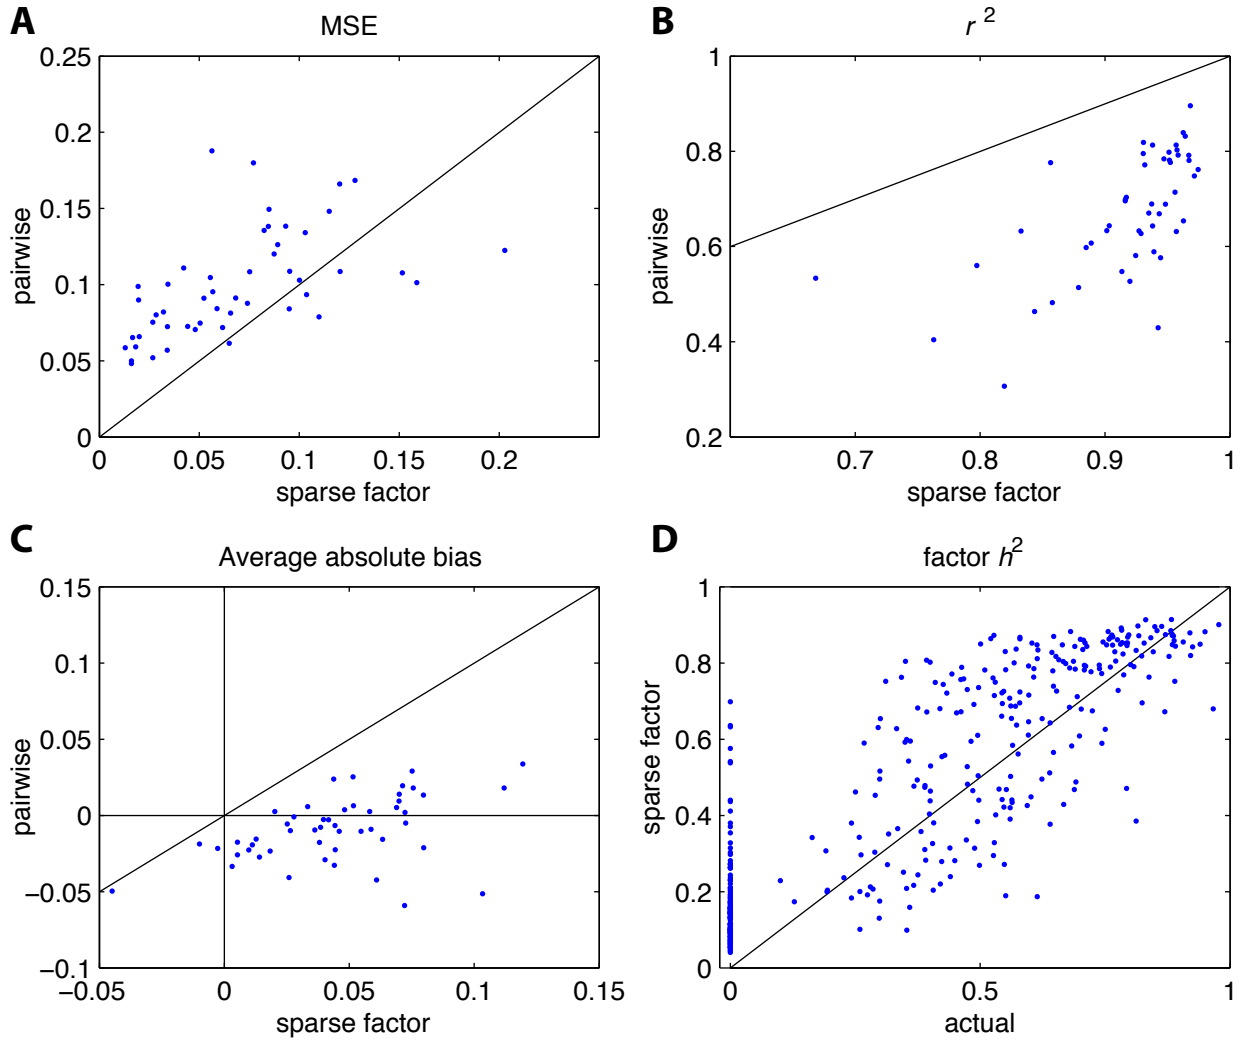 A
MSE
0.25
0.2
0.15
0.1
0.05
0
pairwise
0
0.05
0.1
0.15
0.2
sparse factor
B
r 2
1
0.8
0.6
0.4
0.2
pairwise
0.7
0.8
0.9
1
sparse factor
C
Average absolute bias
0.15
0.1
0.05
0
−0.05
−0.1
pairwise
−0.05
0
0.05
0.1
0.15
sparse factor
D
factor h2
1
0.8
0.6
0.4
0.2
0
sparse factor
0
0.5
1
actual